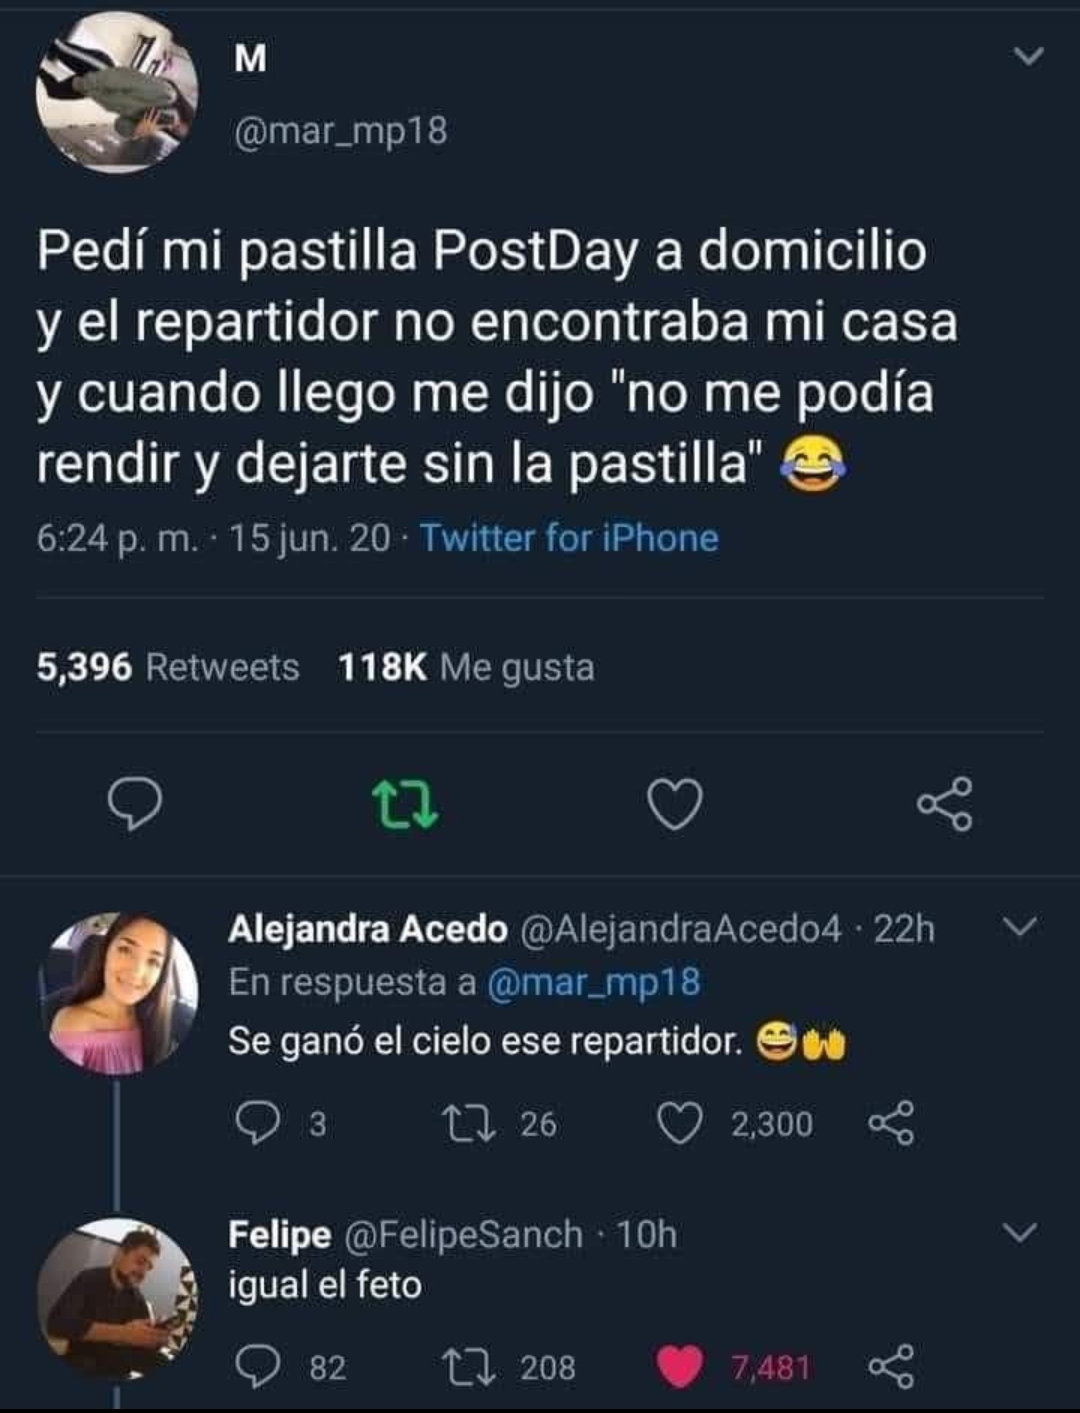 M
@mar_mp18
Pedí mi pastilla PostDay a domicilio
y el repartidor no encontraba mi casa
y cuando llego me dijo "no me podía
rendir y dejarte sin la pastilla" 😂
6:24 p. m. · 15 jun. 20 · Twitter for iPhone
5,396 Retweets 118K Me gusta
Alejandra Acedo @AlejandraAcedo4 · 22h
En respuesta a @mar_mp18
Se ganó el cielo ese repartidor. 😅🙌
3 26 2,300
Felipe @FelipeSanch · 10h
igual el feto
82 208 7,481